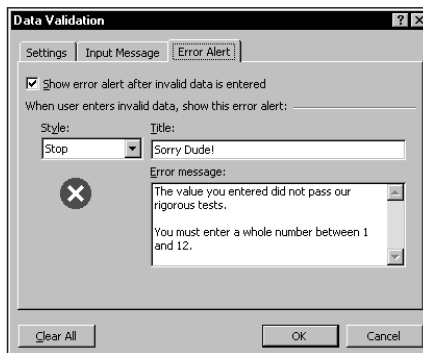 Data Validation
Settings
Input Message
Error Alert
Show error alert after invalid data is entered
When user enters invalid data, show this error alert:
Style:
Title:
Stop
Sorry Dude!
Error message:
The value you entered did not pass our
rigorous tests.
You must enter a whole number between 1
and 12.
Clear All
OK
Cancel